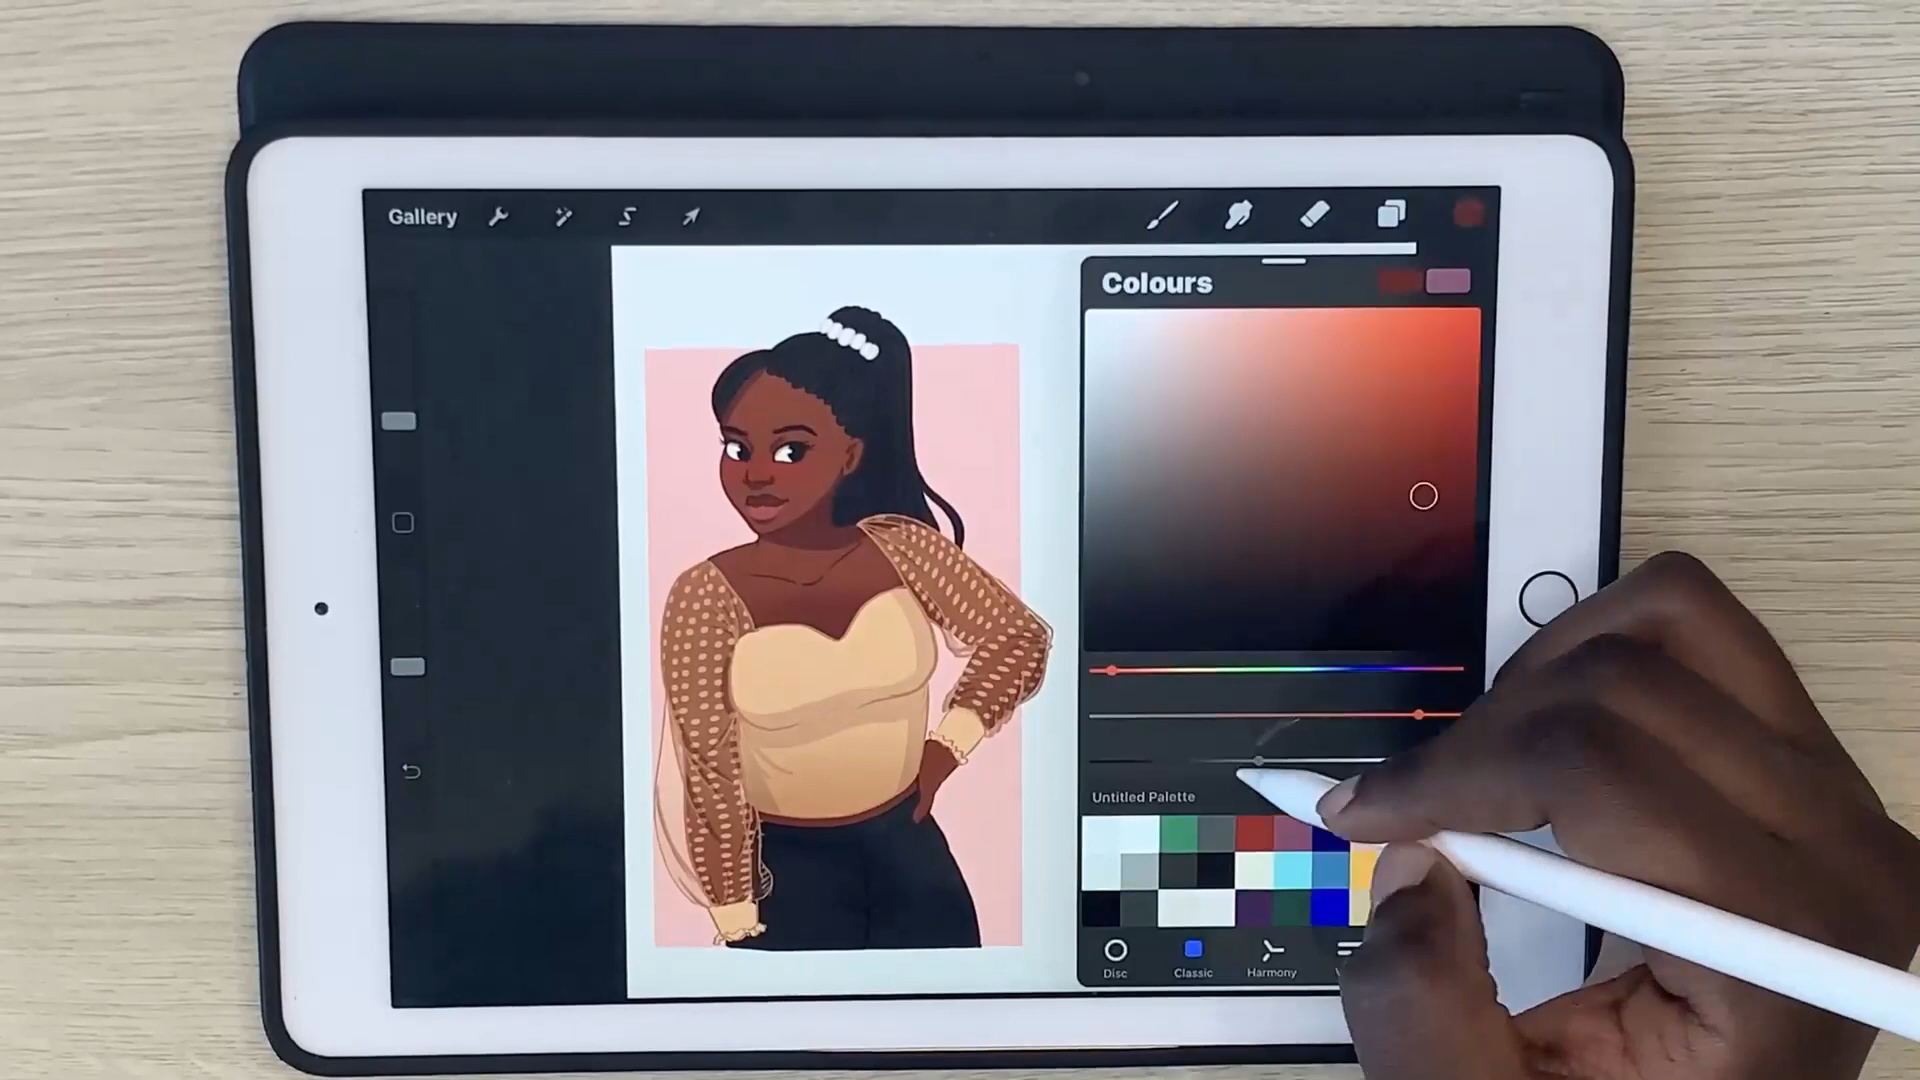 Gallery
Colours
Untitled Palette
Disc
Classic
Harmony